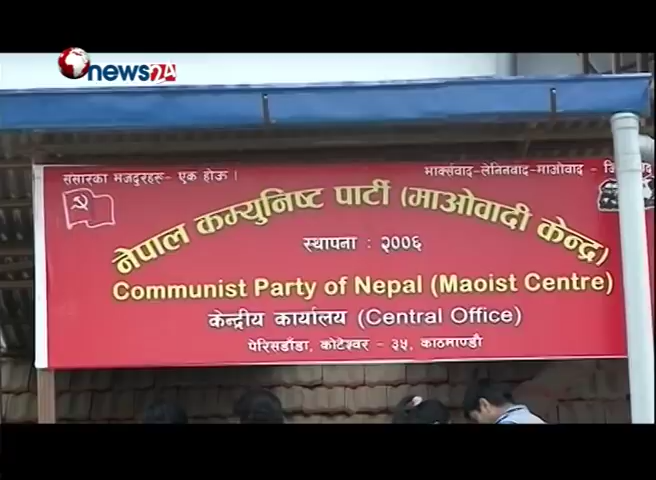 news24
संसारका मजदुरहरू- एक होऊ ।
मार्क्सवाद-लेनिनवाद-माओवाद -
नेपाल कम्युनिष्ट पार्टी (माओवादी केन्द्र)
स्थापना : २००६
Communist Party of Nepal (Maoist Centre)
केन्द्रीय कार्यालय (Central Office)
पेरिसडाँडा, कोटेश्वर - ३५, काठमाण्डौ